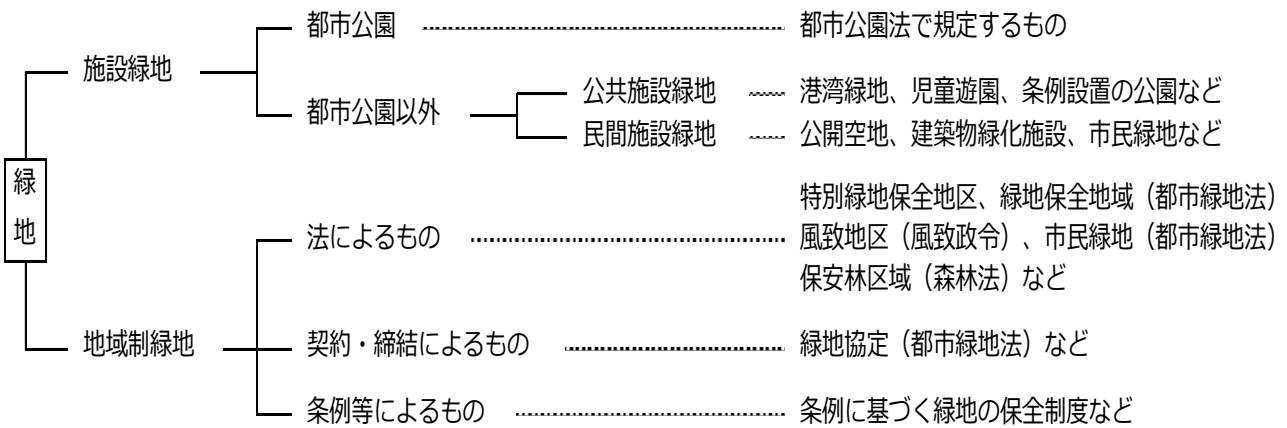 都市公園 都市公園法で規定するもの
施設緑地
公共施設緑地 港湾緑地、児童遊園、条例設置の公園など
都市公園以外
民間施設緑地 公開空地、建築物緑化施設、市民緑地など
緑地
特別緑地保全地区、緑地保全地域（都市緑地法）
法によるもの 風致地区（風致政令）、市民緑地（都市緑地法）
保安林区域（森林法）など
地域制緑地 契約・締結によるもの 緑地協定（都市緑地法）など
条例等によるもの 条例に基づく緑地の保全制度など